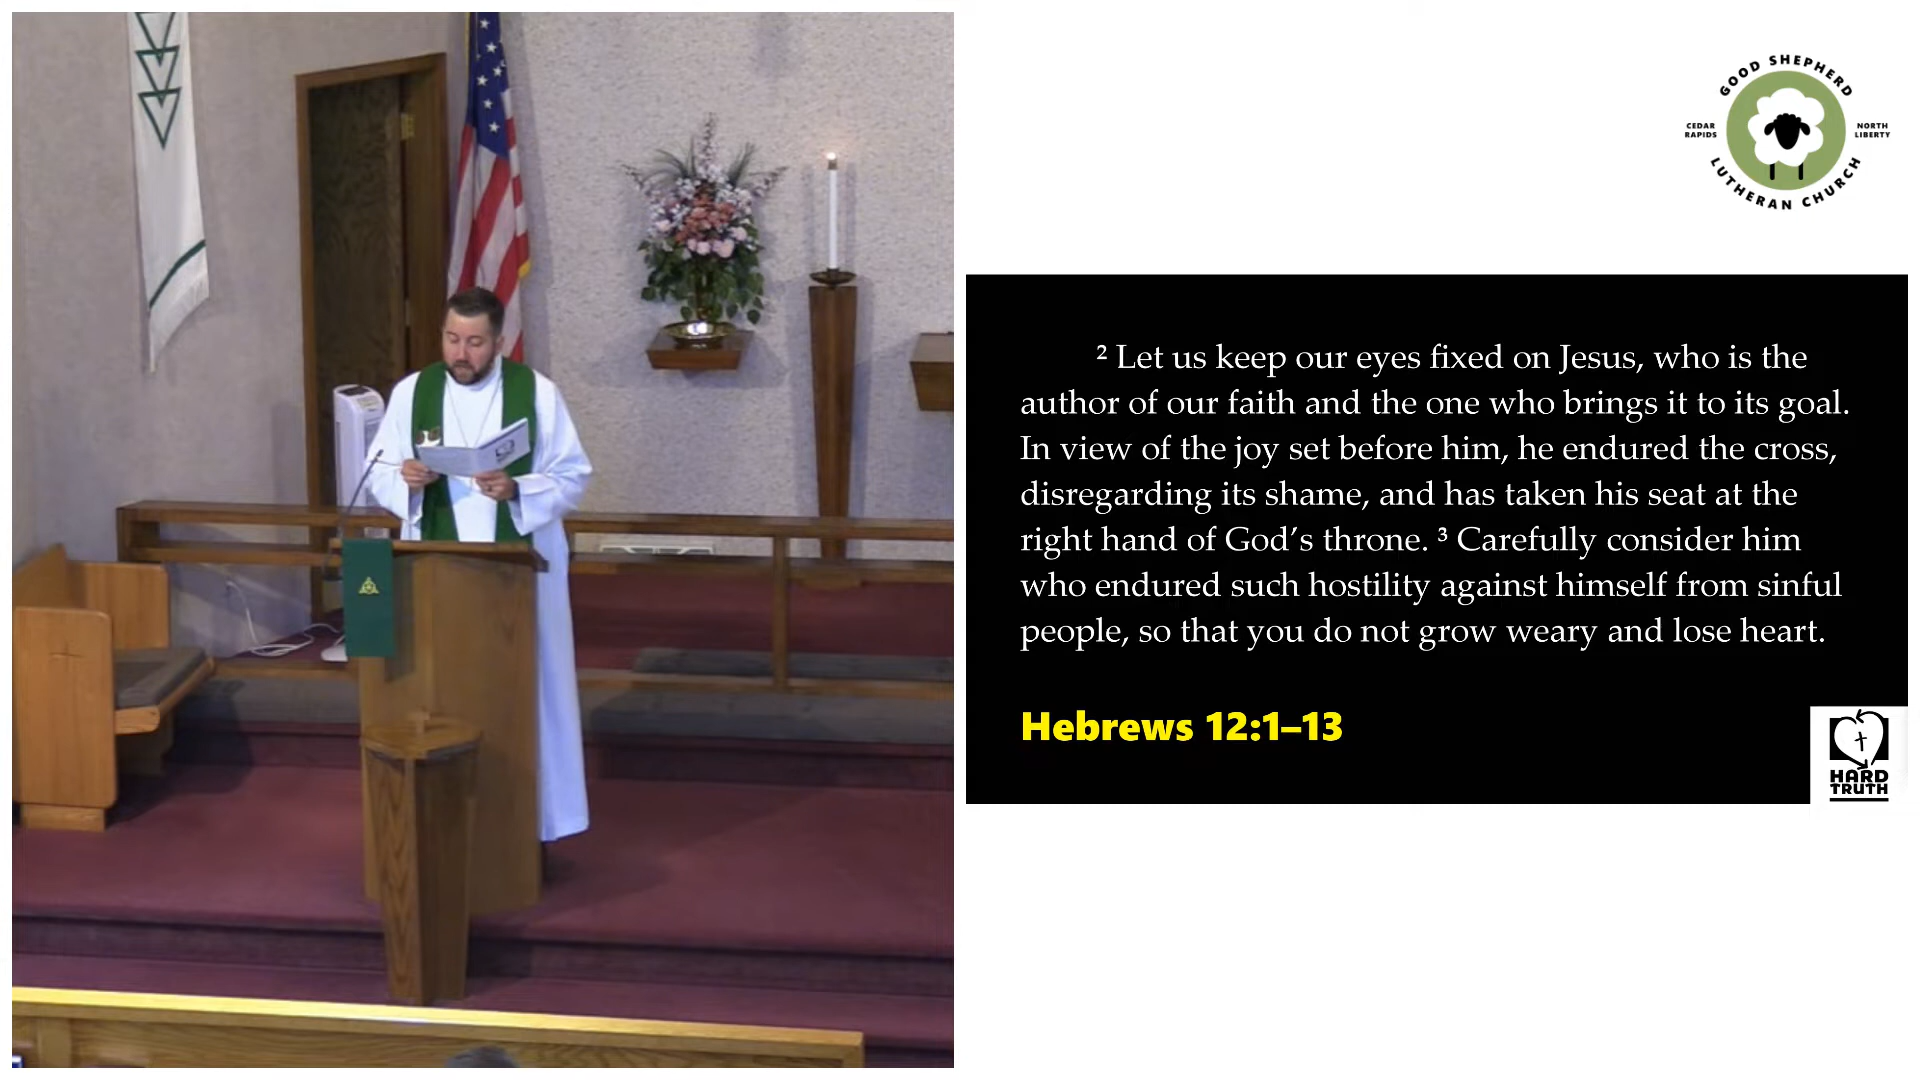 GOOD SHEPHERD
CEDAR
RAPIDS
NORTH
LIBERTY
LUTHERAN CHURCH
² Let us keep our eyes fixed on Jesus, who is the
author of our faith and the one who brings it to its goal.
In view of the joy set before him, he endured the cross,
disregarding its shame, and has taken his seat at the
right hand of God’s throne. ³ Carefully consider him
who endured such hostility against himself from sinful
people, so that you do not grow weary and lose heart.
Hebrews 12:1–13
HARD
TRUTH